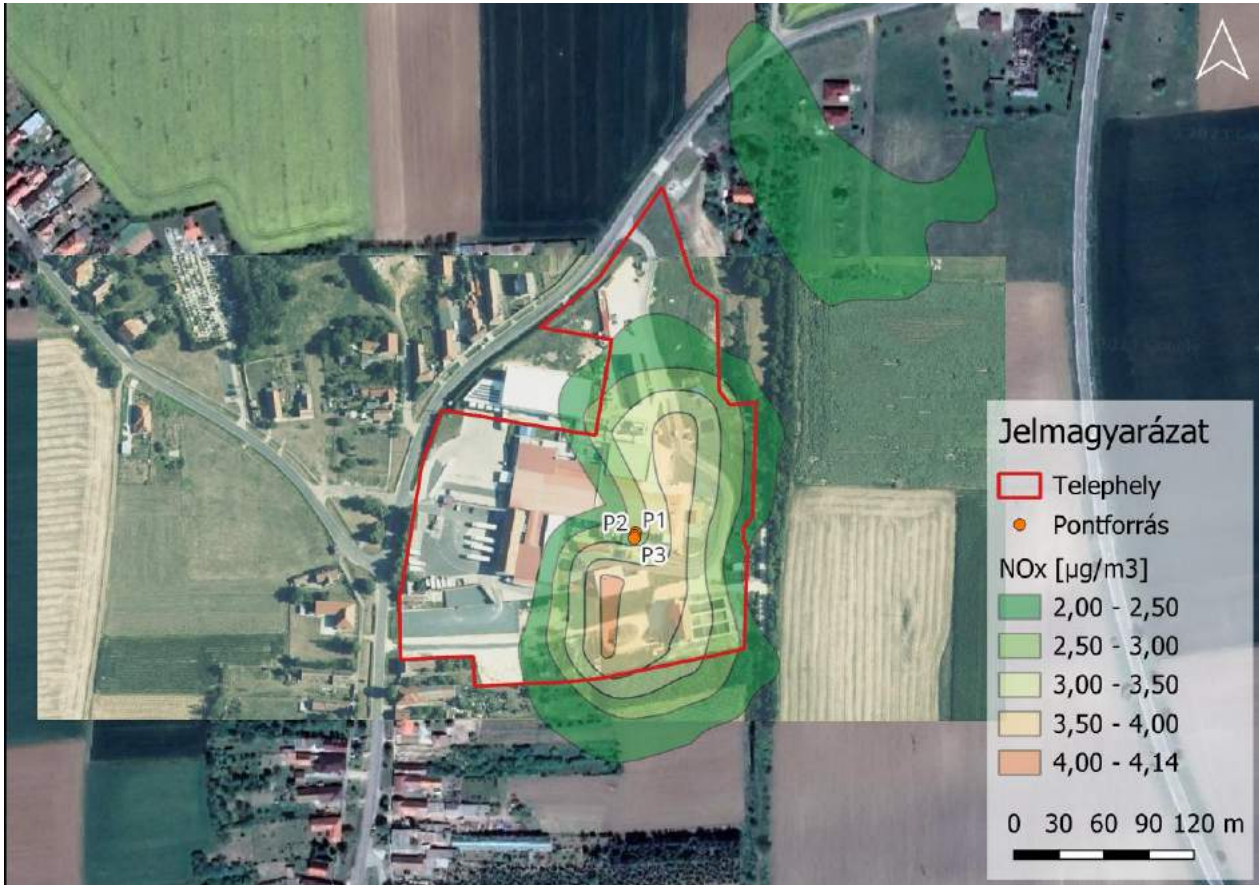 P2 P1
P3
Jelmagyarázat
Telephely
Pontforrás
NOx [µg/m3]
2,00 - 2,50
2,50 - 3,00
3,00 - 3,50
3,50 - 4,00
4,00 - 4,14
0 30 60 90 120 m